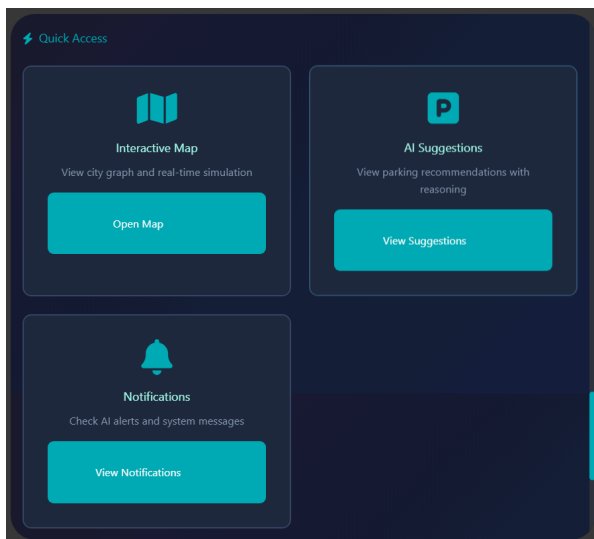 Quick Access
Interactive Map
View city graph and real-time simulation
Open Map
P
AI Suggestions
View parking recommendations with
reasoning
View Suggestions
Notifications
Check AI alerts and system messages
View Notifications